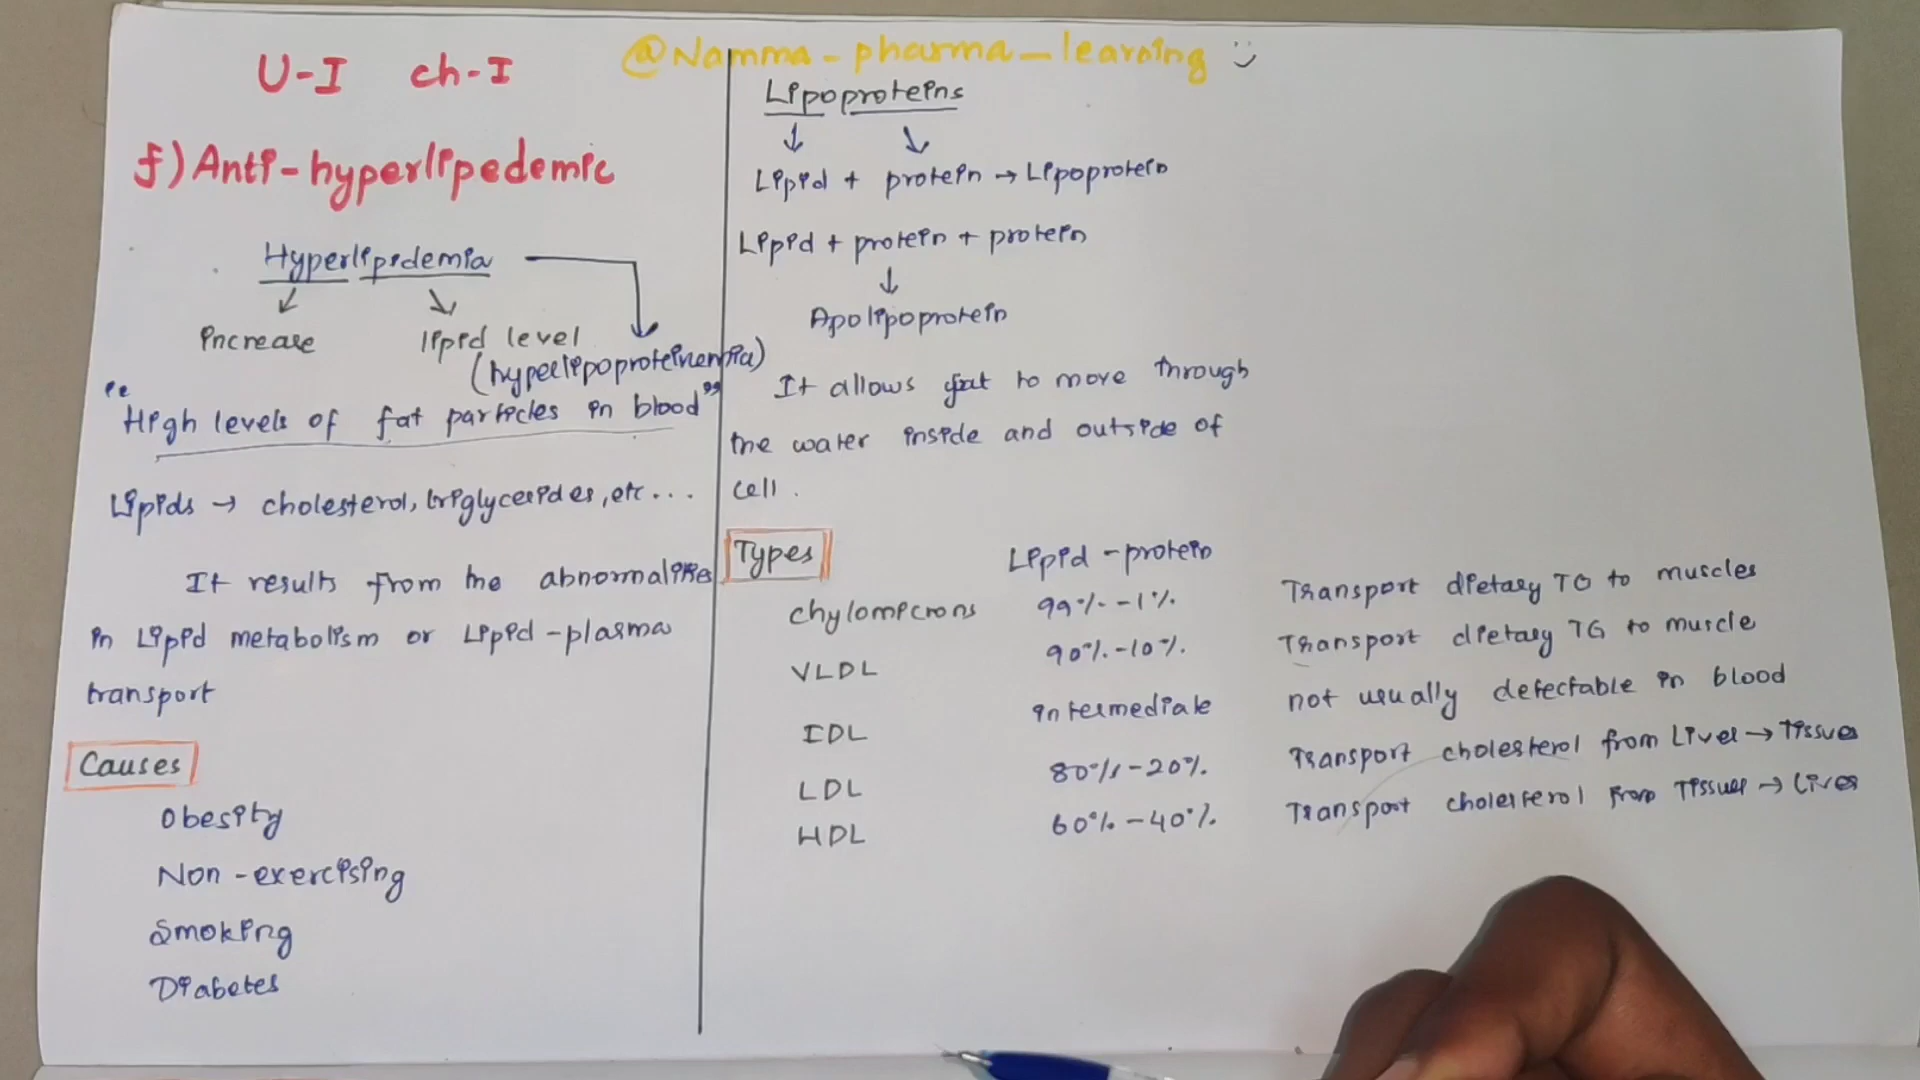 @Namma-pharma-learning
U-I ch-I
f) Anti-hyperlipedemic
Hyperlipidemia
increase
lipid level
(hyperlipoproteinemia)
ie
"High levels of fat particles in blood"
Lipids → cholesterol, triglycerides, etc...
It results from the abnormalities
in Lipid metabolism or Lipid-plasma
transport
Causes
Obesity
Non-exercising
Smoking
Diabetes
Lipoproteins
Lipid + protein → Lipoprotein
Lipid + protein + protein
Apolipoprotein
It allows fat to move through
the water inside and outside of
cell.
Types Lipid-protein
chylomicrons 99%-1% Transport dietary TG to muscles
VLDL 90%-10% Transport dietary TG to muscle
IDL intermediate not usually detectable in blood
LDL 80%-20% Transport cholesterol from Liver → Tissues
HDL 60%-40% Transport cholesterol from Tissues → Liver